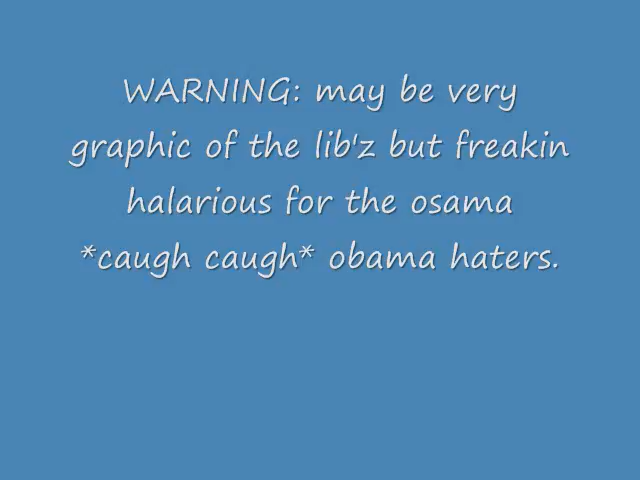 WARNING: may be very
graphic of the lib'z but freakin
halarious for the osama
*caugh caugh* obama haters.